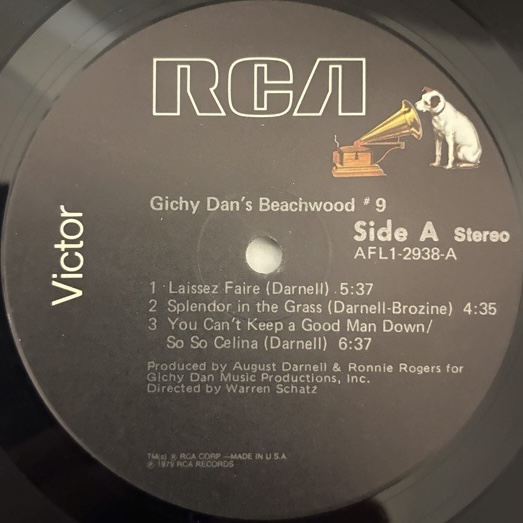 RCA
Gichy Dan's Beachwood #9
Victor
Side A Stereo
AFL1-2938-A
1 Laissez Faire (Darnell) 5:37
2 Splendor in the Grass (Darnell-Brozine) 4:35
3 You Can't Keep a Good Man Down/
So So Celina (Darnell) 6:37
Produced by August Darnell & Ronnie Rogers for
Gichy Dan Music Productions, Inc.
Directed by Warren Schatz
TM(s) ® RCA CORP.—MADE IN U.S.A.
℗ 1979 RCA RECORDS